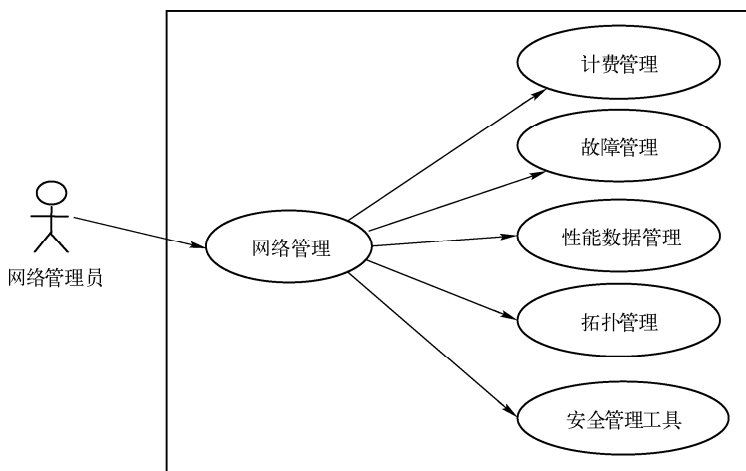 计费管理
故障管理
网络管理
性能数据管理
网络管理员
拓扑管理
安全管理工具